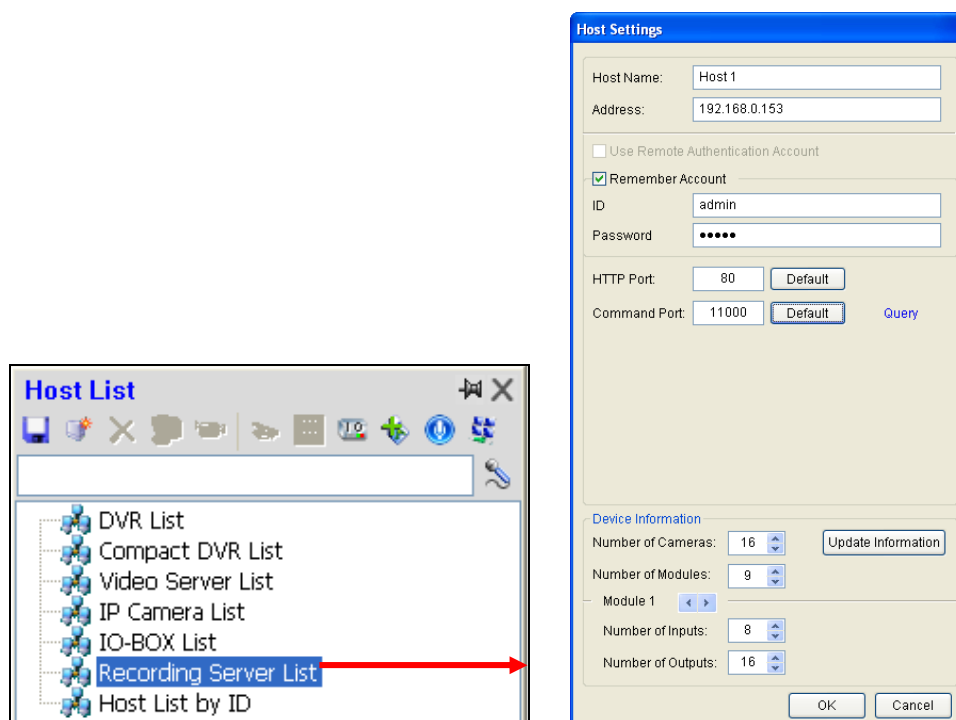 Host List
DVR List
Compact DVR List
Video Server List
IP Camera List
IO-BOX List
Recording Server List
Host List by ID
Host Settings
Host Name: Host 1
Address: 192.168.0.153
Use Remote Authentication Account
Remember Account
ID admin
Password •••••
HTTP Port: 80 Default
Command Port: 11000 Default Query
Device Information
Number of Cameras: 16 Update Information
Number of Modules: 9
Module 1
Number of Inputs: 8
Number of Outputs: 16
OK Cancel